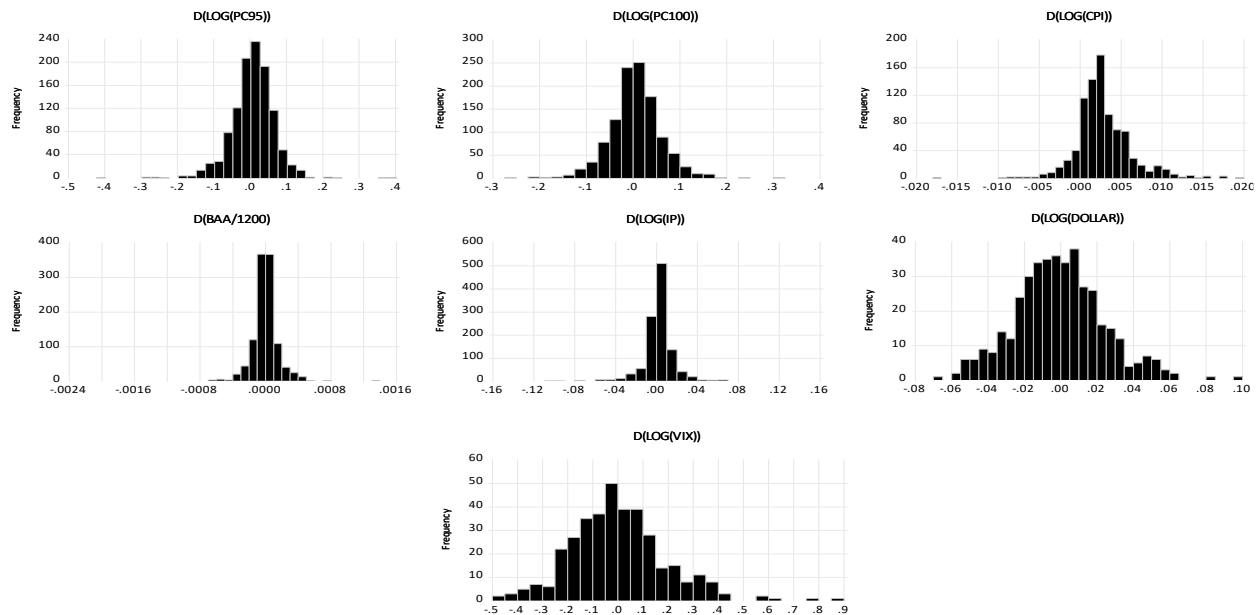 D(LOG(PC95))
240
200
160
120
80
40
0
Frequency
-.5 -.4 -.3 -.2 -.1 .0 .1 .2 .3 .4
D(LOG(PC100))
300
250
200
150
100
50
0
Frequency
-.3 -.2 -.1 .0 .1 .2 .3 .4
D(LOG(CPI))
200
160
120
80
40
0
Frequency
-.020 -.015 -.010 -.005 .000 .005 .010 .015 .020
D(BAA/1200)
400
300
200
100
0
Frequency
-.0024 -.0016 -.0008 .0000 .0008 .0016
D(LOG(IP))
600
500
400
300
200
100
0
Frequency
-.16 -.12 -.08 -.04 .00 .04 .08 .12 .16
D(LOG(DOLLAR))
40
30
20
10
0
Frequency
-.08 -.06 -.04 -.02 .00 .02 .04 .06 .08 .10
D(LOG(VIX))
60
50
40
30
20
10
0
Frequency
-.5 -.4 -.3 -.2 -.1 .0 .1 .2 .3 .4 .5 .6 .7 .8 .9